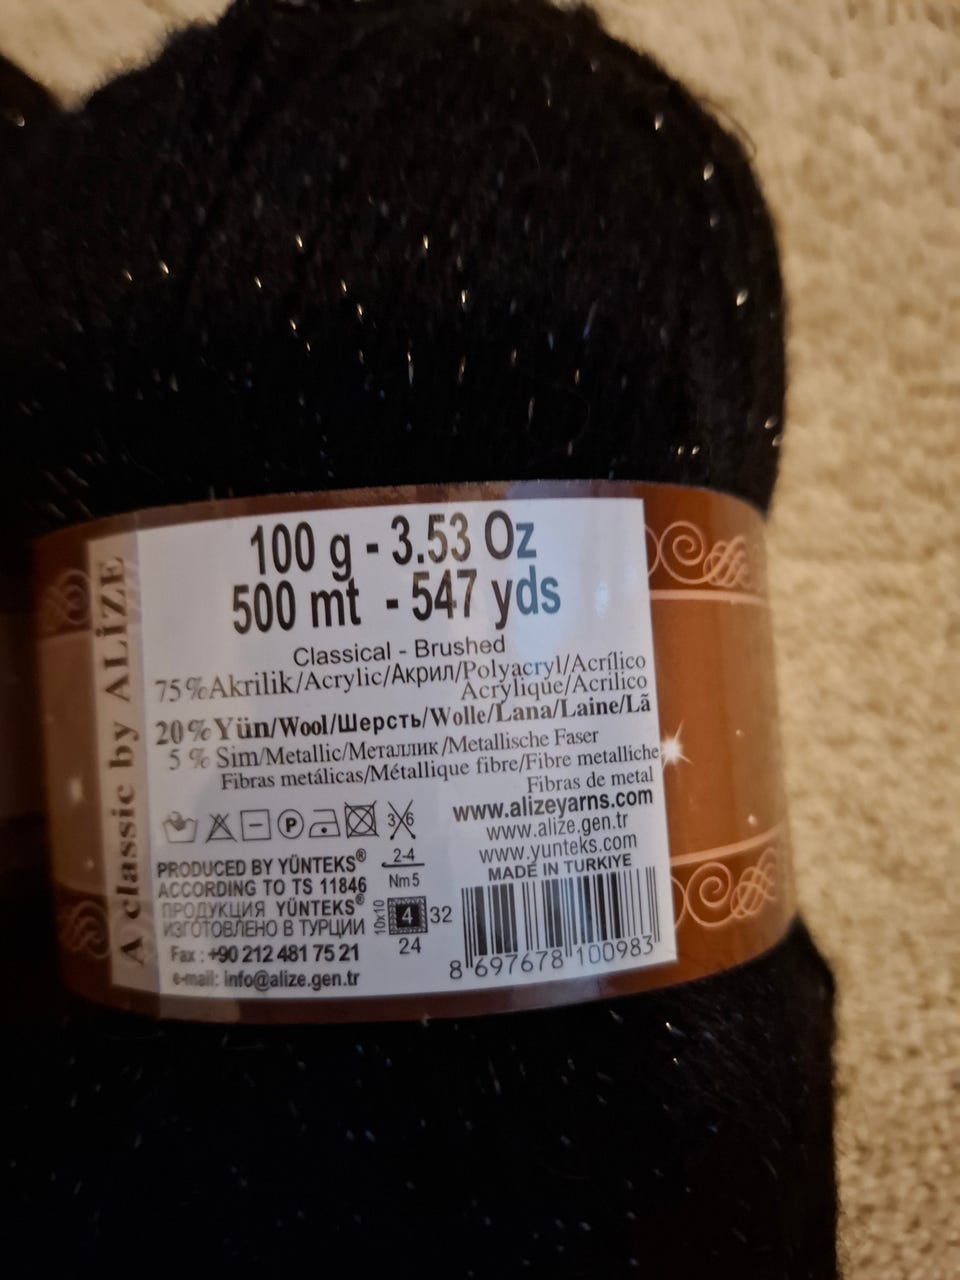 A classic by ALİZE
100 g - 3.53 Oz
500 mt - 547 yds
Classical - Brushed
75%Akrilik/Acrylic/Акрил/Polyacryl/Acrílico
Acrylique/Acrilico
20%Yün/Wool/Шерсть/Wolle/Lana/Laine/Lã
5 % Sim/Metallic/Металлик/Metallische Faser
Fibras metálicas/Métallique fibre/Fibre metalliche
Fibras de metal
P
3 6
www.alizeyarns.com
www.alize.gen.tr
www.yunteks.com
MADE IN TURKIYE
PRODUCED BY YÜNTEKS®
ACCORDING TO TS 11846
ПРОДУКЦИЯ YÜNTEKS®
ИЗГОТОВЛЕНО В ТУРЦИИ
Fax : +90 212 481 75 21
e-mail: info@alize.gen.tr
2-4
Nm5
10x10
4
32
24
8 697678 100983